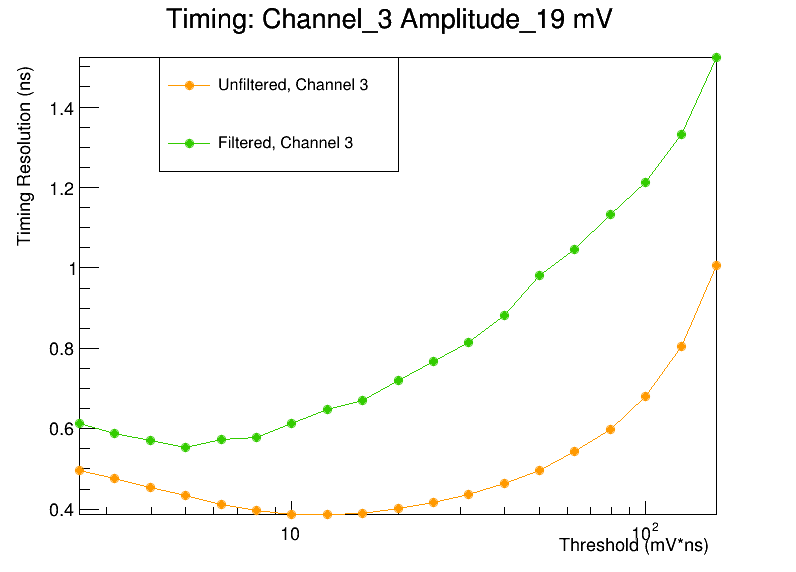 Timing: Channel_3 Amplitude_19 mV
Timing Resolution (ns)
Unfiltered, Channel 3
Filtered, Channel 3
1.4
1.2
1
0.8
0.6
0.4
10
10²
Threshold (mV*ns)